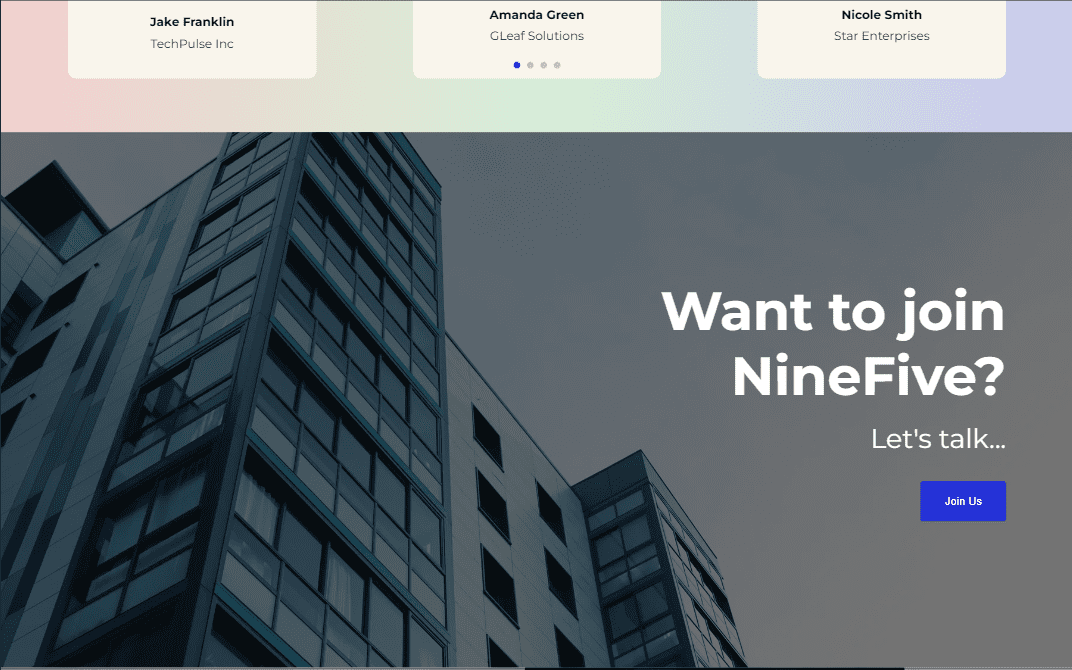 Jake Franklin
TechPulse Inc
Amanda Green
GLeaf Solutions
Nicole Smith
Star Enterprises
Want to join
NineFive?
Let's talk...
Join Us